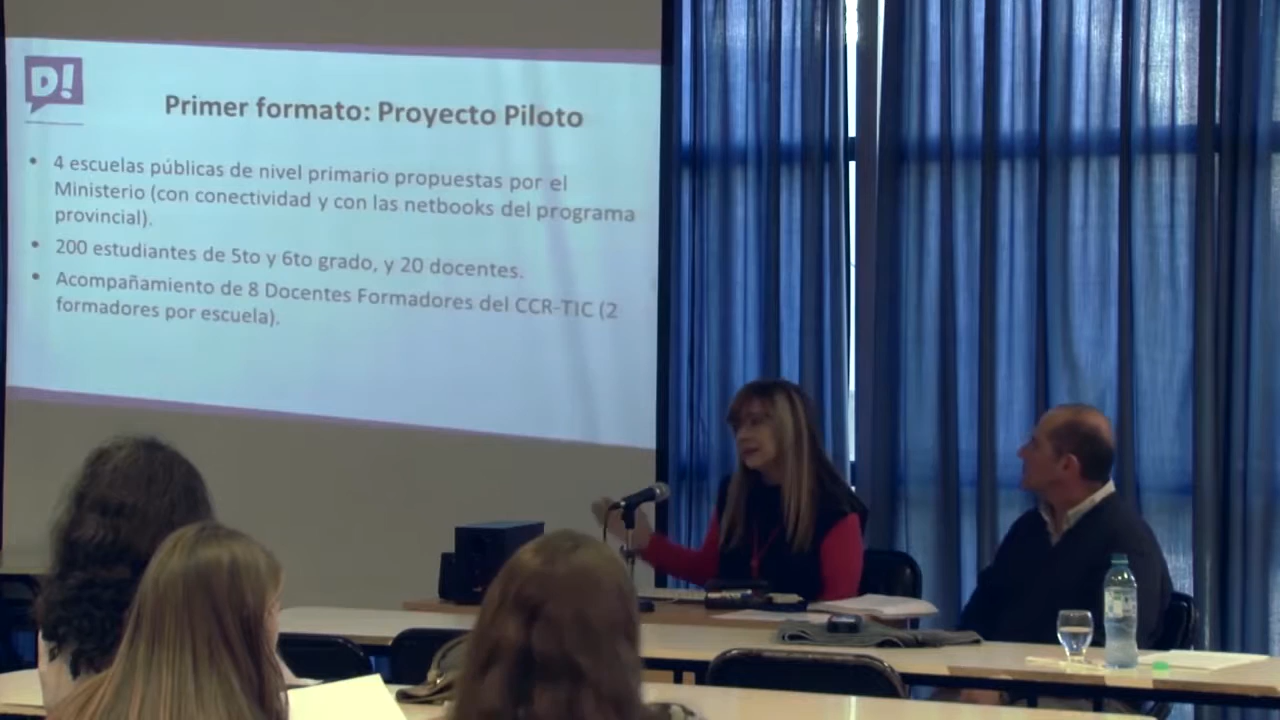 D!
Primer formato: Proyecto Piloto
• 4 escuelas públicas de nivel primario propuestas por el
Ministerio (con conectividad y con las netbooks del programa
provincial).
• 200 estudiantes de 5to y 6to grado, y 20 docentes.
• Acompañamiento de 8 Docentes Formadores del CCR-TIC (2
formadores por escuela).